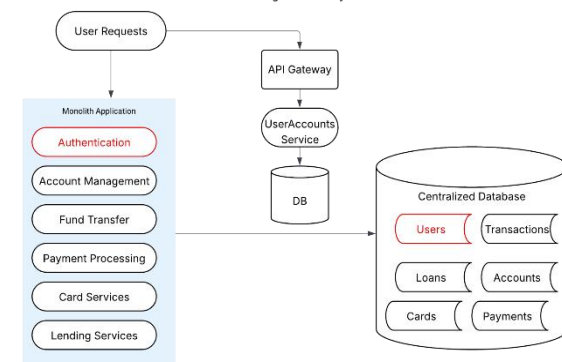 User Requests
API Gateway
Monolith Application
UserAccounts
Service
Authentication
Account Management
Fund Transfer
Payment Processing
Card Services
Lending Services
DB
Centralized Database
Users
Transactions
Loans
Accounts
Cards
Payments